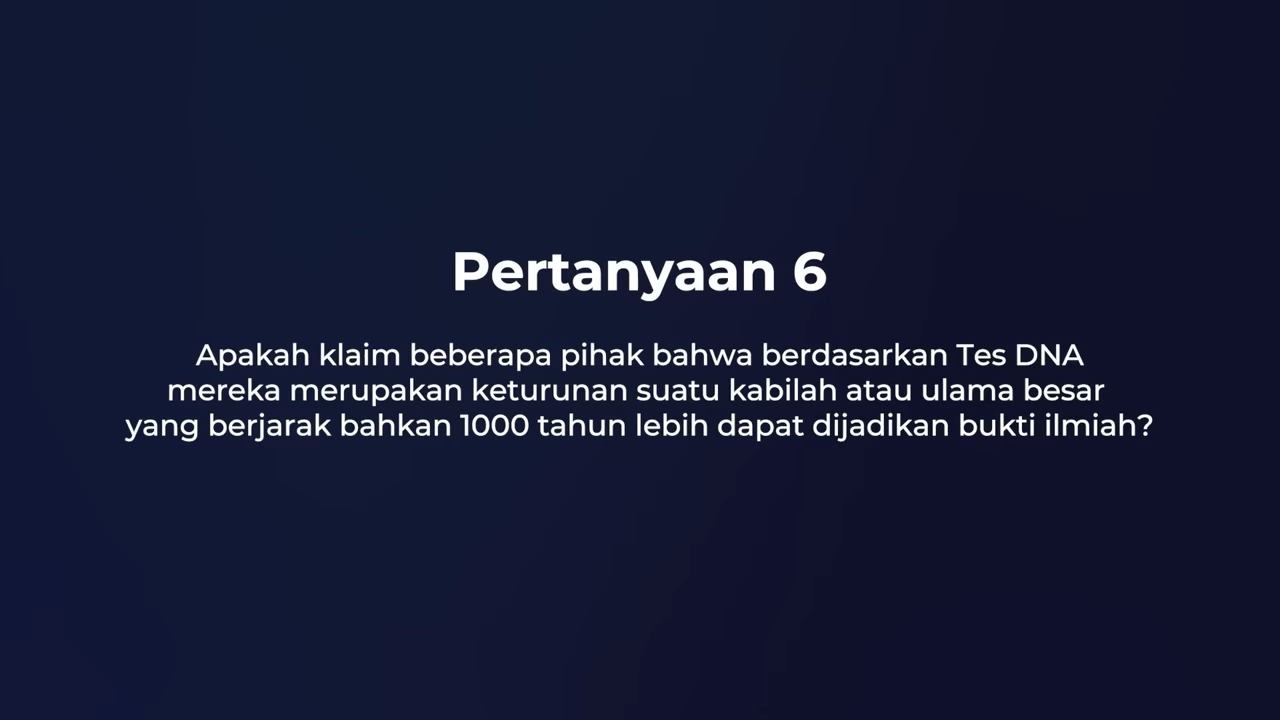 Pertanyaan 6
Apakah klaim beberapa pihak bahwa berdasarkan Tes DNA
mereka merupakan keturunan suatu kabilah atau ulama besar
yang berjarak bahkan 1000 tahun lebih dapat dijadikan bukti ilmiah?